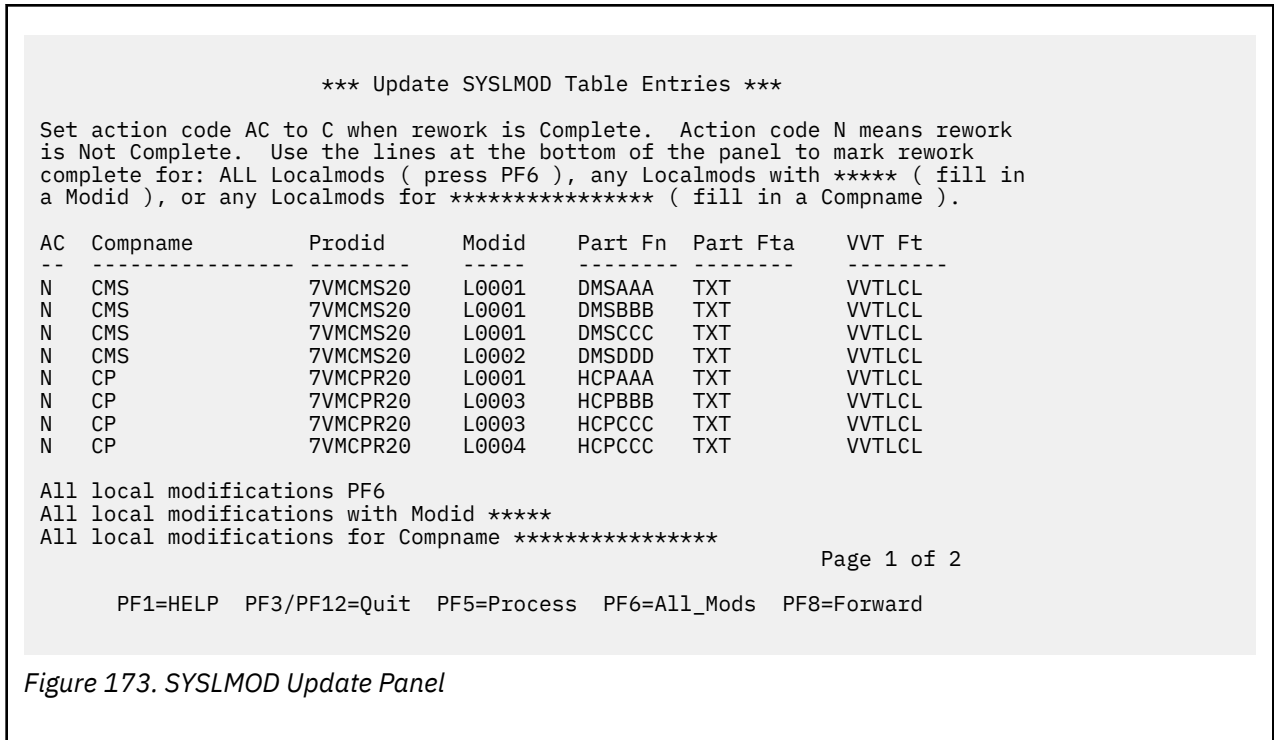 *** Update SYSLMOD Table Entries ***
Set action code AC to C when rework is Complete.  Action code N means rework
is Not Complete.  Use the lines at the bottom of the panel to mark rework
complete for: ALL Localmods ( press PF6 ), any Localmods with ***** ( fill in
a Modid ), or any Localmods for **************** ( fill in a Compname ).
AC  Compname         Prodid     Modid    Part Fn  Part Fta     VVT Ft
--  ---------------- --------   -----    -------- --------     --------
N   CMS              7VMCMS20   L0001    DMSAAA   TXT          VVTLCL
N   CMS              7VMCMS20   L0001    DMSBBB   TXT          VVTLCL
N   CMS              7VMCMS20   L0001    DMSCCC   TXT          VVTLCL
N   CMS              7VMCMS20   L0002    DMSDDD   TXT          VVTLCL
N   CP               7VMCPR20   L0001    HCPAAA   TXT          VVTLCL
N   CP               7VMCPR20   L0003    HCPBBB   TXT          VVTLCL
N   CP               7VMCPR20   L0003    HCPCCC   TXT          VVTLCL
N   CP               7VMCPR20   L0004    HCPCCC   TXT          VVTLCL
All local modifications PF6
All local modifications with Modid *****
All local modifications for Compname ****************
Page 1 of 2
PF1=HELP  PF3/PF12=Quit  PF5=Process  PF6=All_Mods  PF8=Forward
Figure 173. SYSLMOD Update Panel